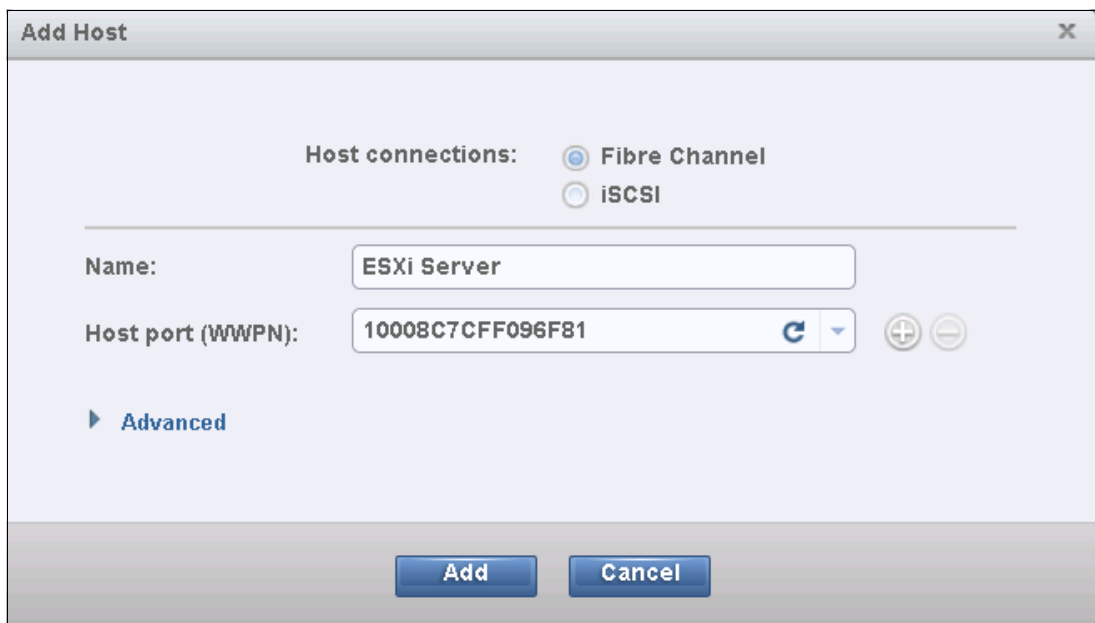 Add Host
Host connections: Fibre Channel
iSCSI
Name: ESXi Server
Host port (WWPN): 10008C7CFF096F81
Advanced
Add Cancel